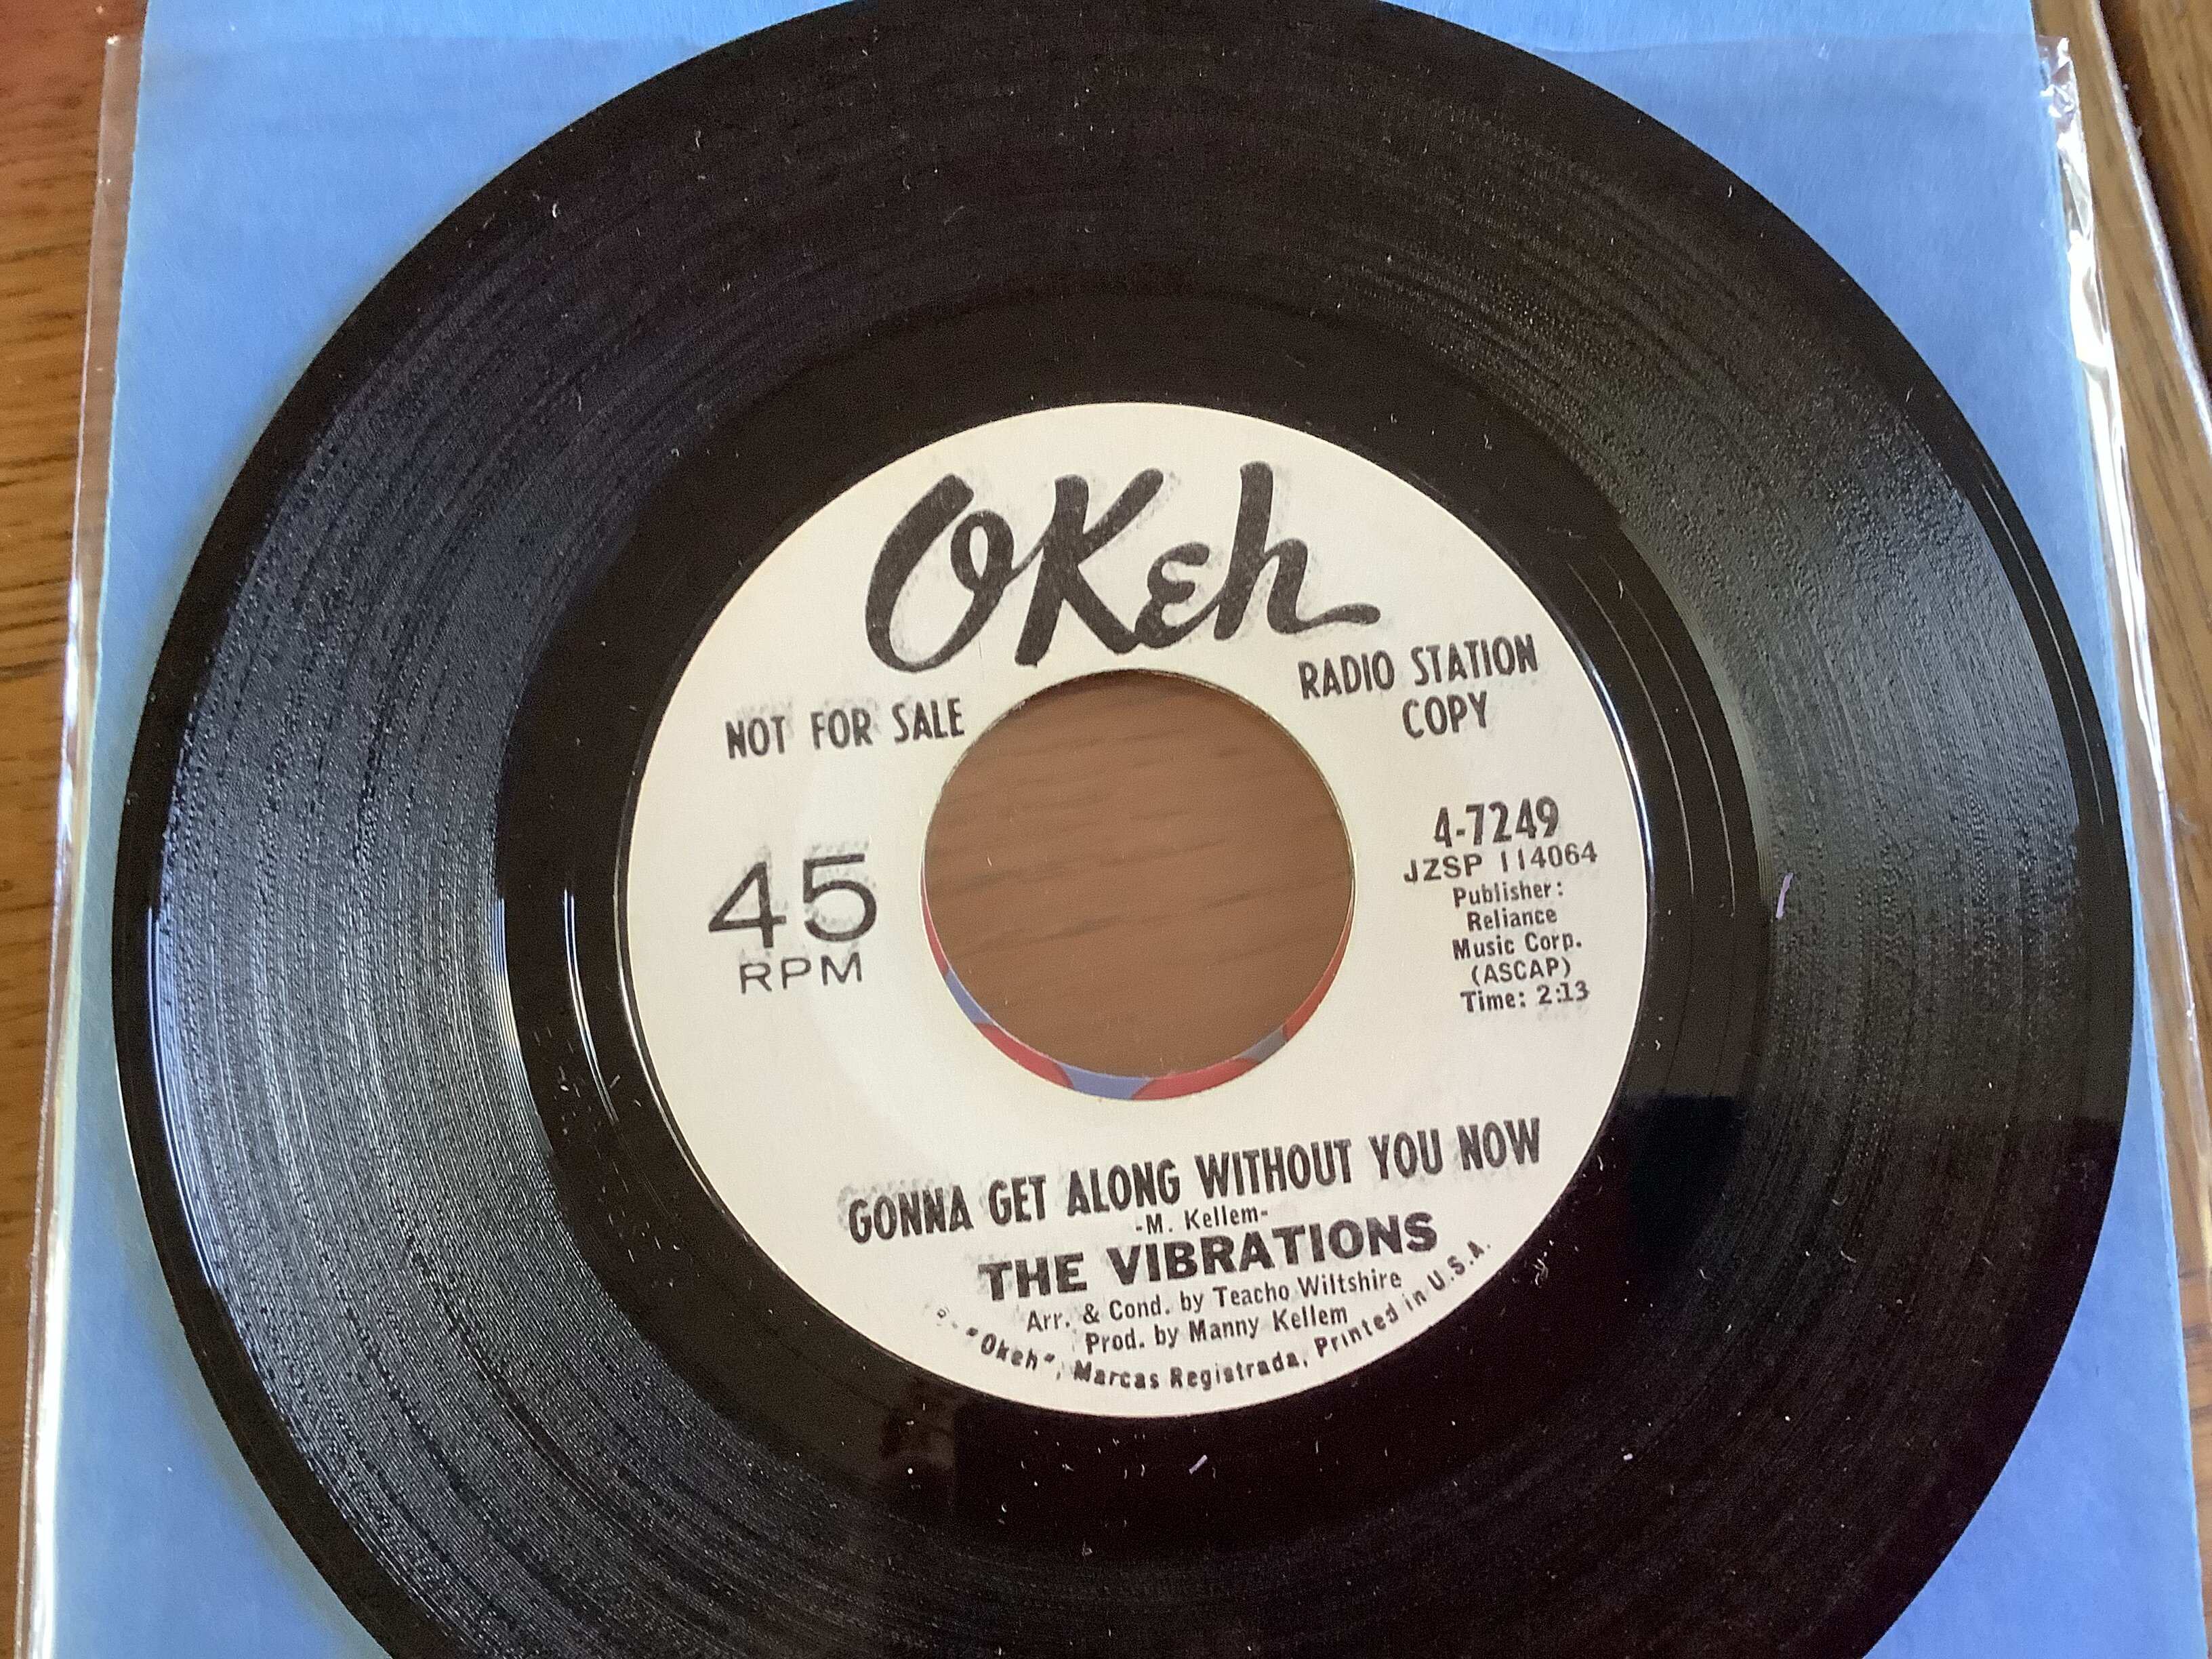 OKeh
NOT FOR SALE
RADIO STATION
COPY
45
RPM
4-7249
JZSP 114064
Publisher:
Reliance
Music Corp.
(ASCAP)
Time: 2:13
GONNA GET ALONG WITHOUT YOU NOW
-M. Kellem-
THE VIBRATIONS
Arr. & Cond. by Teacho Wiltshire
Prod. by Manny Kellem
"Okeh", Marcas Registrada, Printed in U.S.A.